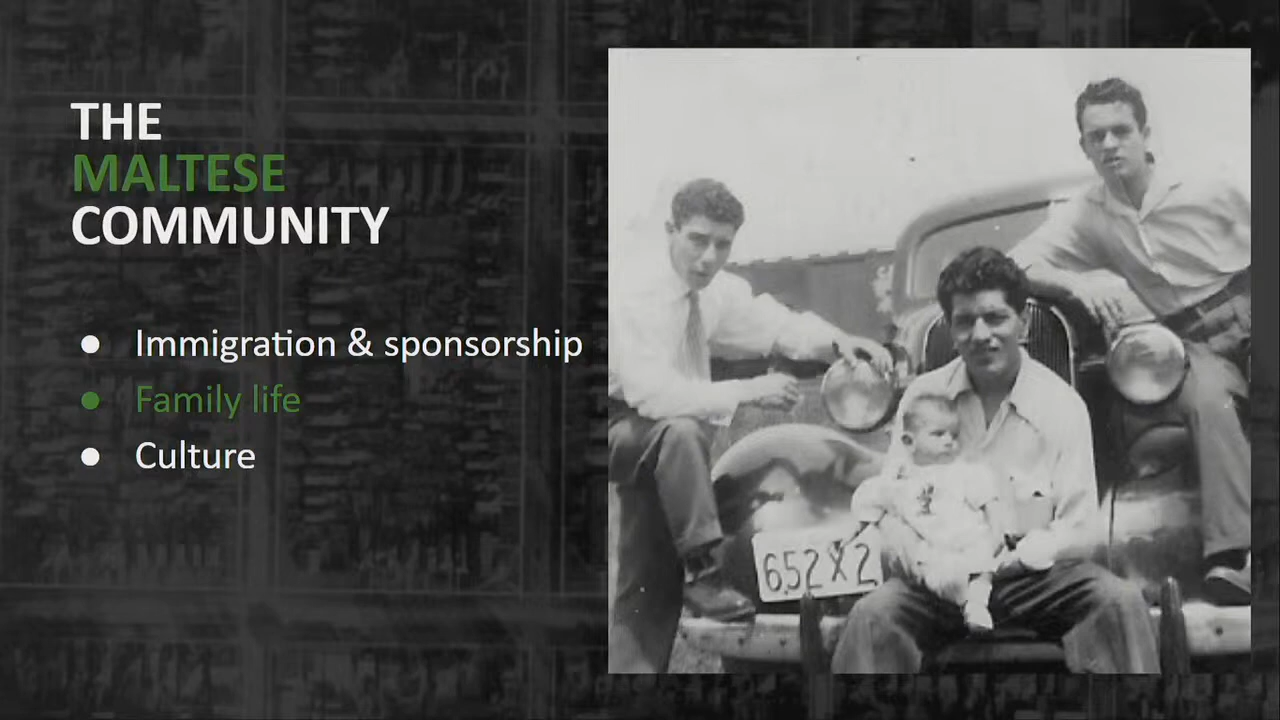 THE
MALTESE
COMMUNITY
● Immigration & sponsorship
● Family life
● Culture
652X2